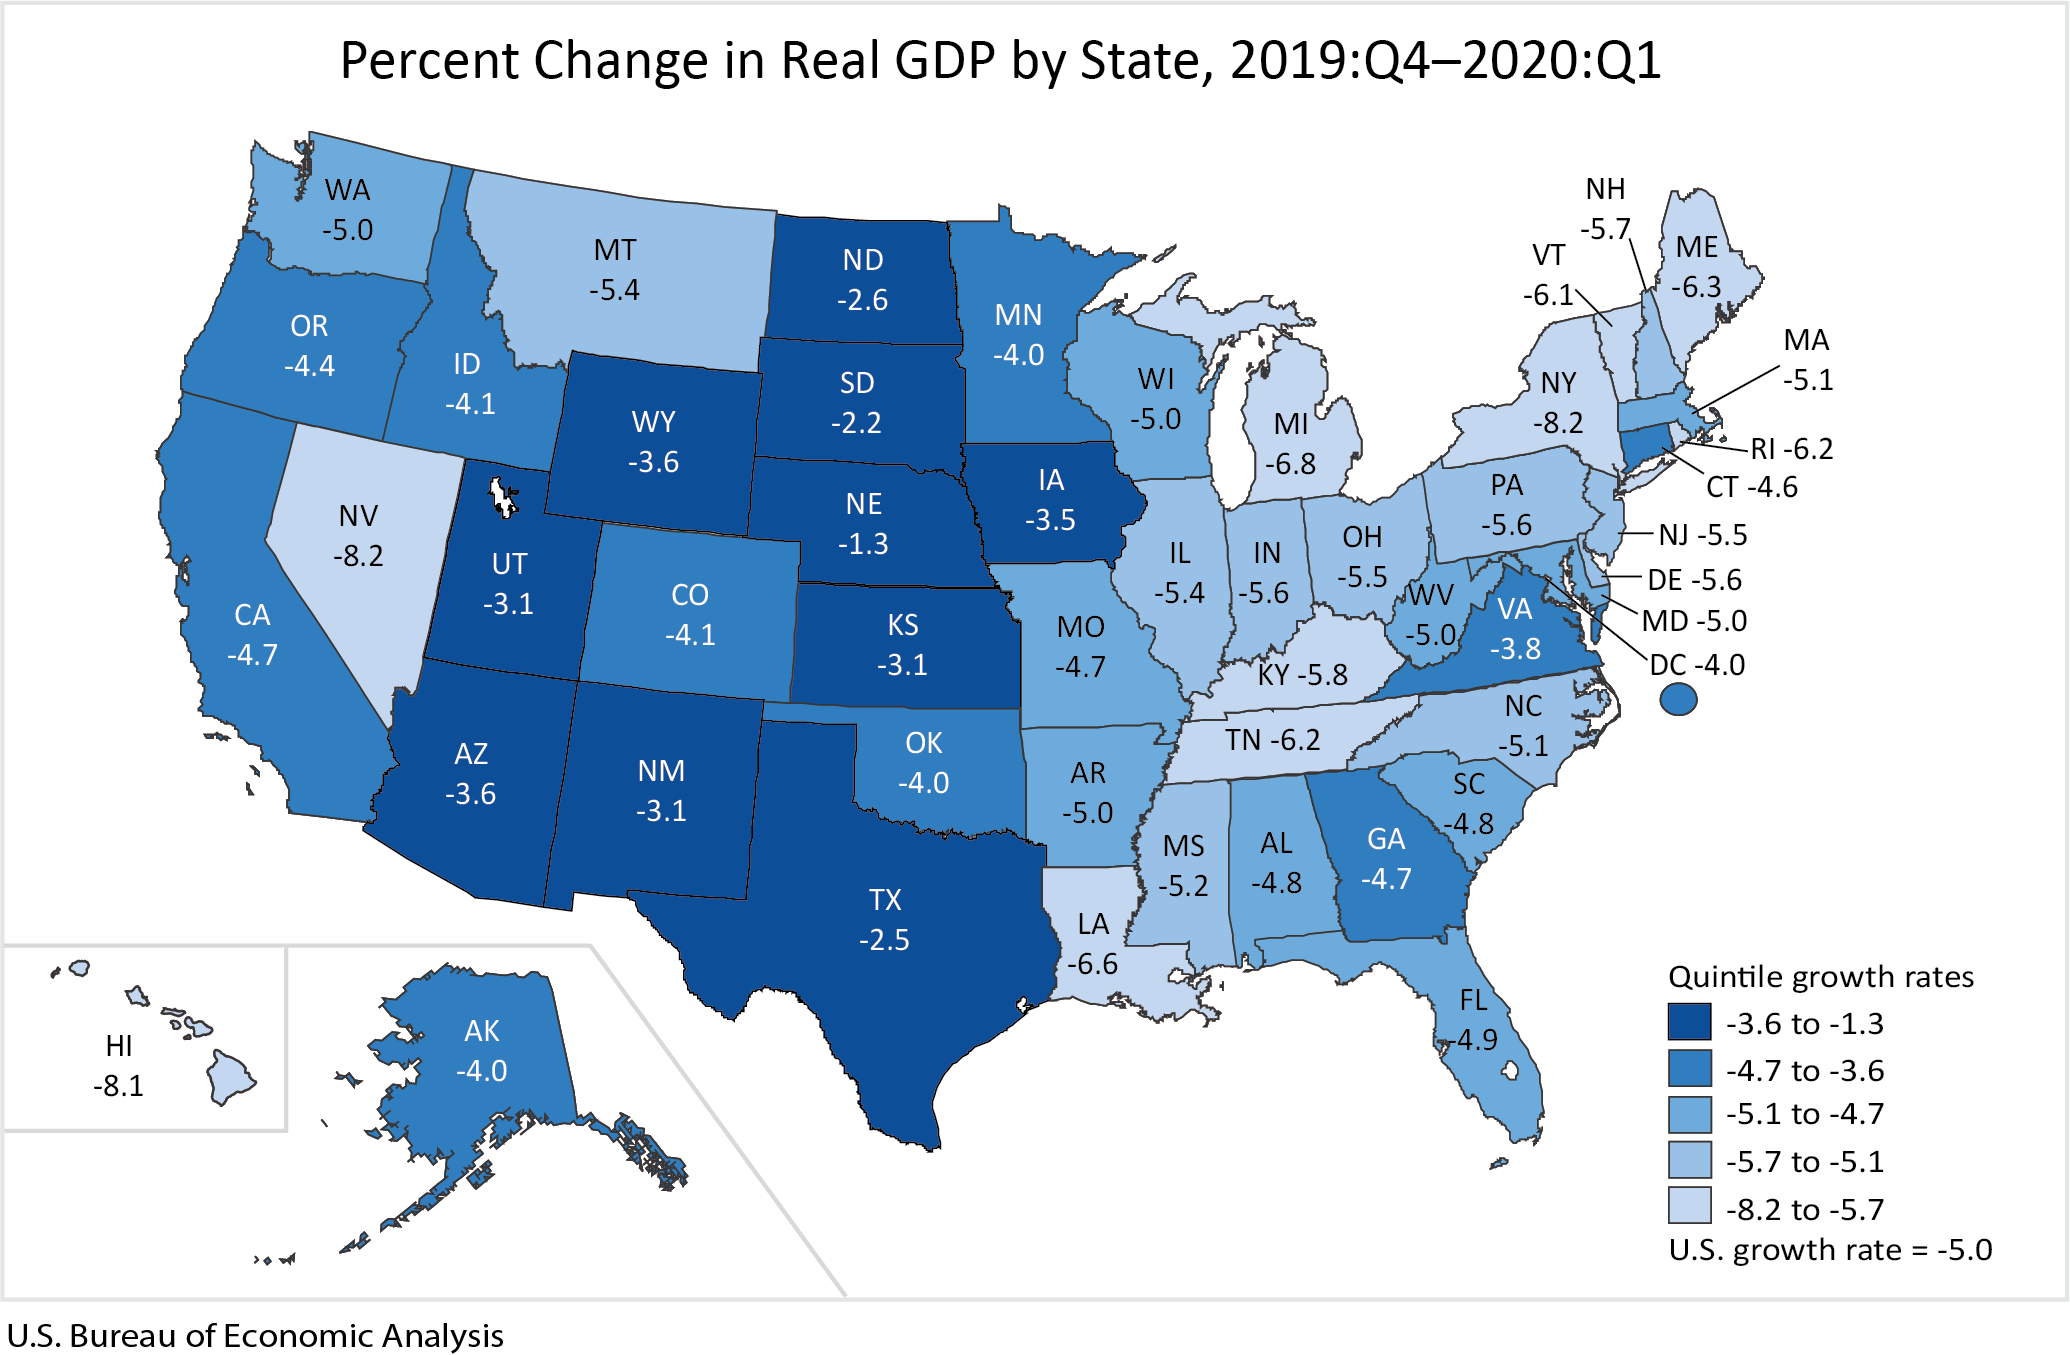 Percent Change in Real GDP by State, 2019:Q4–2020:Q1
WA
-5.0
MT
-5.4
ND
-2.6
MN
-4.0
NH
-5.7
VT
-6.1
ME
-6.3
OR
-4.4
ID
-4.1
WY
-3.6
SD
-2.2
WI
-5.0
MI
-6.8
NY
-8.2
MA
-5.1
RI -6.2
CT -4.6
NV
-8.2
UT
-3.1
NE
-1.3
IA
-3.5
IL
-5.4
IN
-5.6
OH
-5.5
PA
-5.6
NJ -5.5
DE -5.6
MD -5.0
DC -4.0
CA
-4.7
CO
-4.1
KS
-3.1
MO
-4.7
WV
-5.0
VA
-3.8
KY -5.8
AZ
-3.6
NM
-3.1
OK
-4.0
AR
-5.0
TN -6.2
NC
-5.1
SC
-4.8
TX
-2.5
LA
-6.6
MS
-5.2
AL
-4.8
GA
-4.7
FL
-4.9
HI
-8.1
AK
-4.0
Quintile growth rates
-3.6 to -1.3
-4.7 to -3.6
-5.1 to -4.7
-5.7 to -5.1
-8.2 to -5.7
U.S. growth rate = -5.0
U.S. Bureau of Economic Analysis